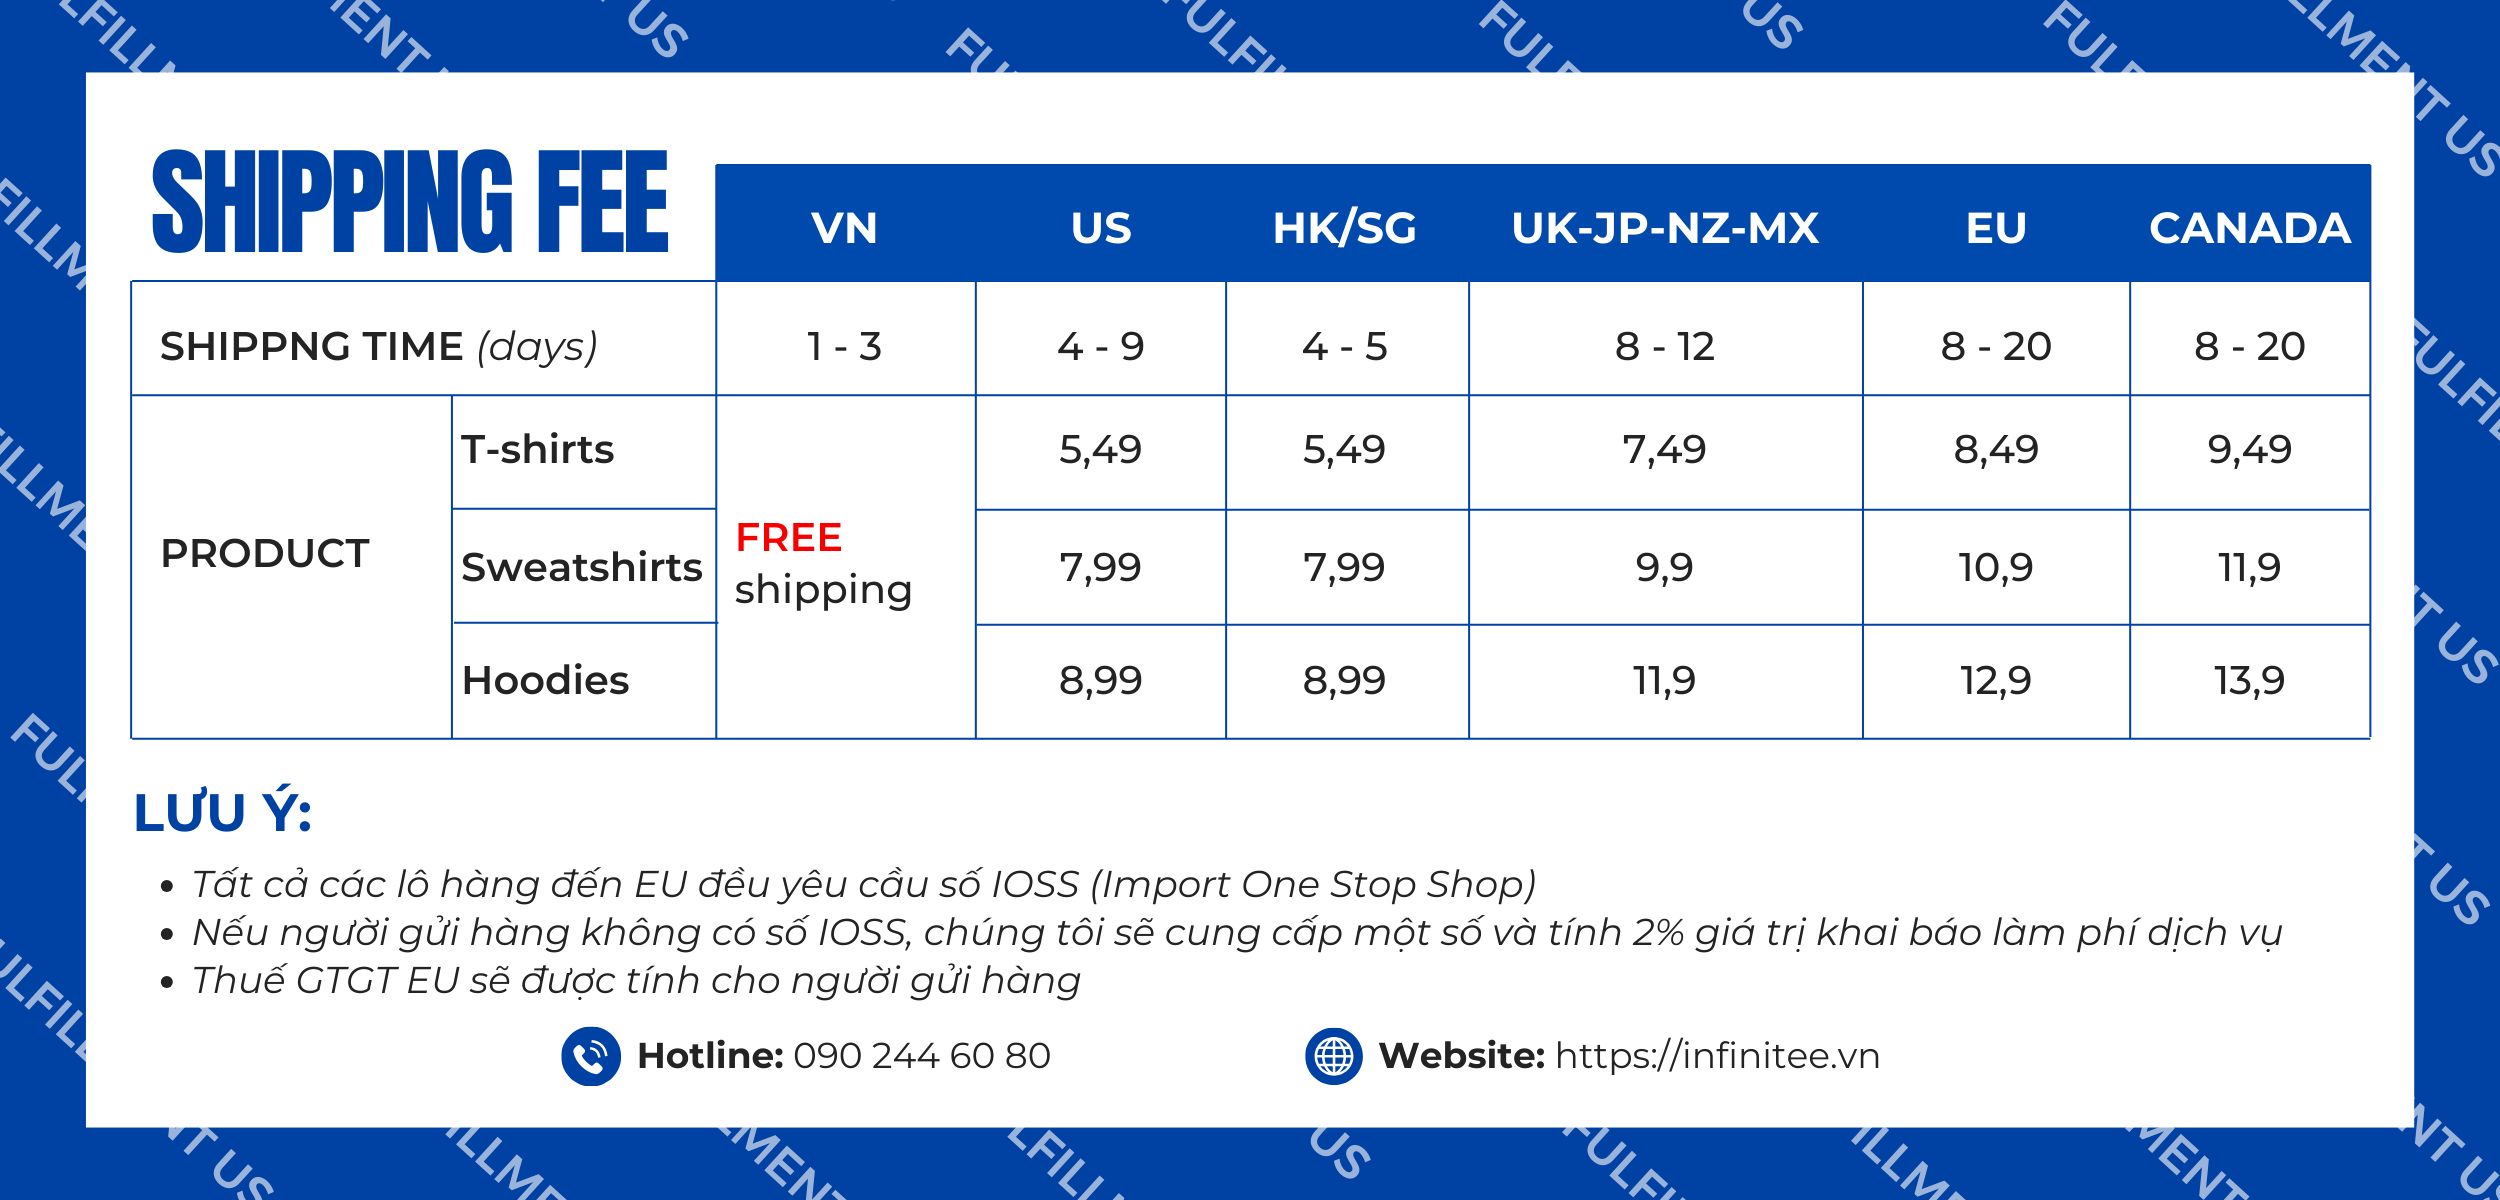 SHIPPING FEE
VN US HK/SG UK-JP-NZ-MX EU CANADA
SHIPPNG TIME (days) 1 - 3 4 - 9 4 - 5 8 - 12 8 - 20 8 - 20
T-shirts 5,49 5,49 7,49 8,49 9,49
PRODUCT
FREE
shipping
Sweatshirts 7,99 7,99 9,9 10,9 11,9
Hoodies 8,99 8,99 11,9 12,9 13,9
LƯU Ý:
• Tất cả các lô hàng đến EU đều yêu cầu số IOSS (Import One Stop Shop)
• Nếu người gửi hàng không có số IOSS, chúng tôi sẽ cung cấp một số và tính 2% giá trị khai báo làm phí dịch vụ
• Thuế GTGT EU sẽ được tính cho người gửi hàng
Hotline: 090 244 60 80 Website: https://infinitee.vn